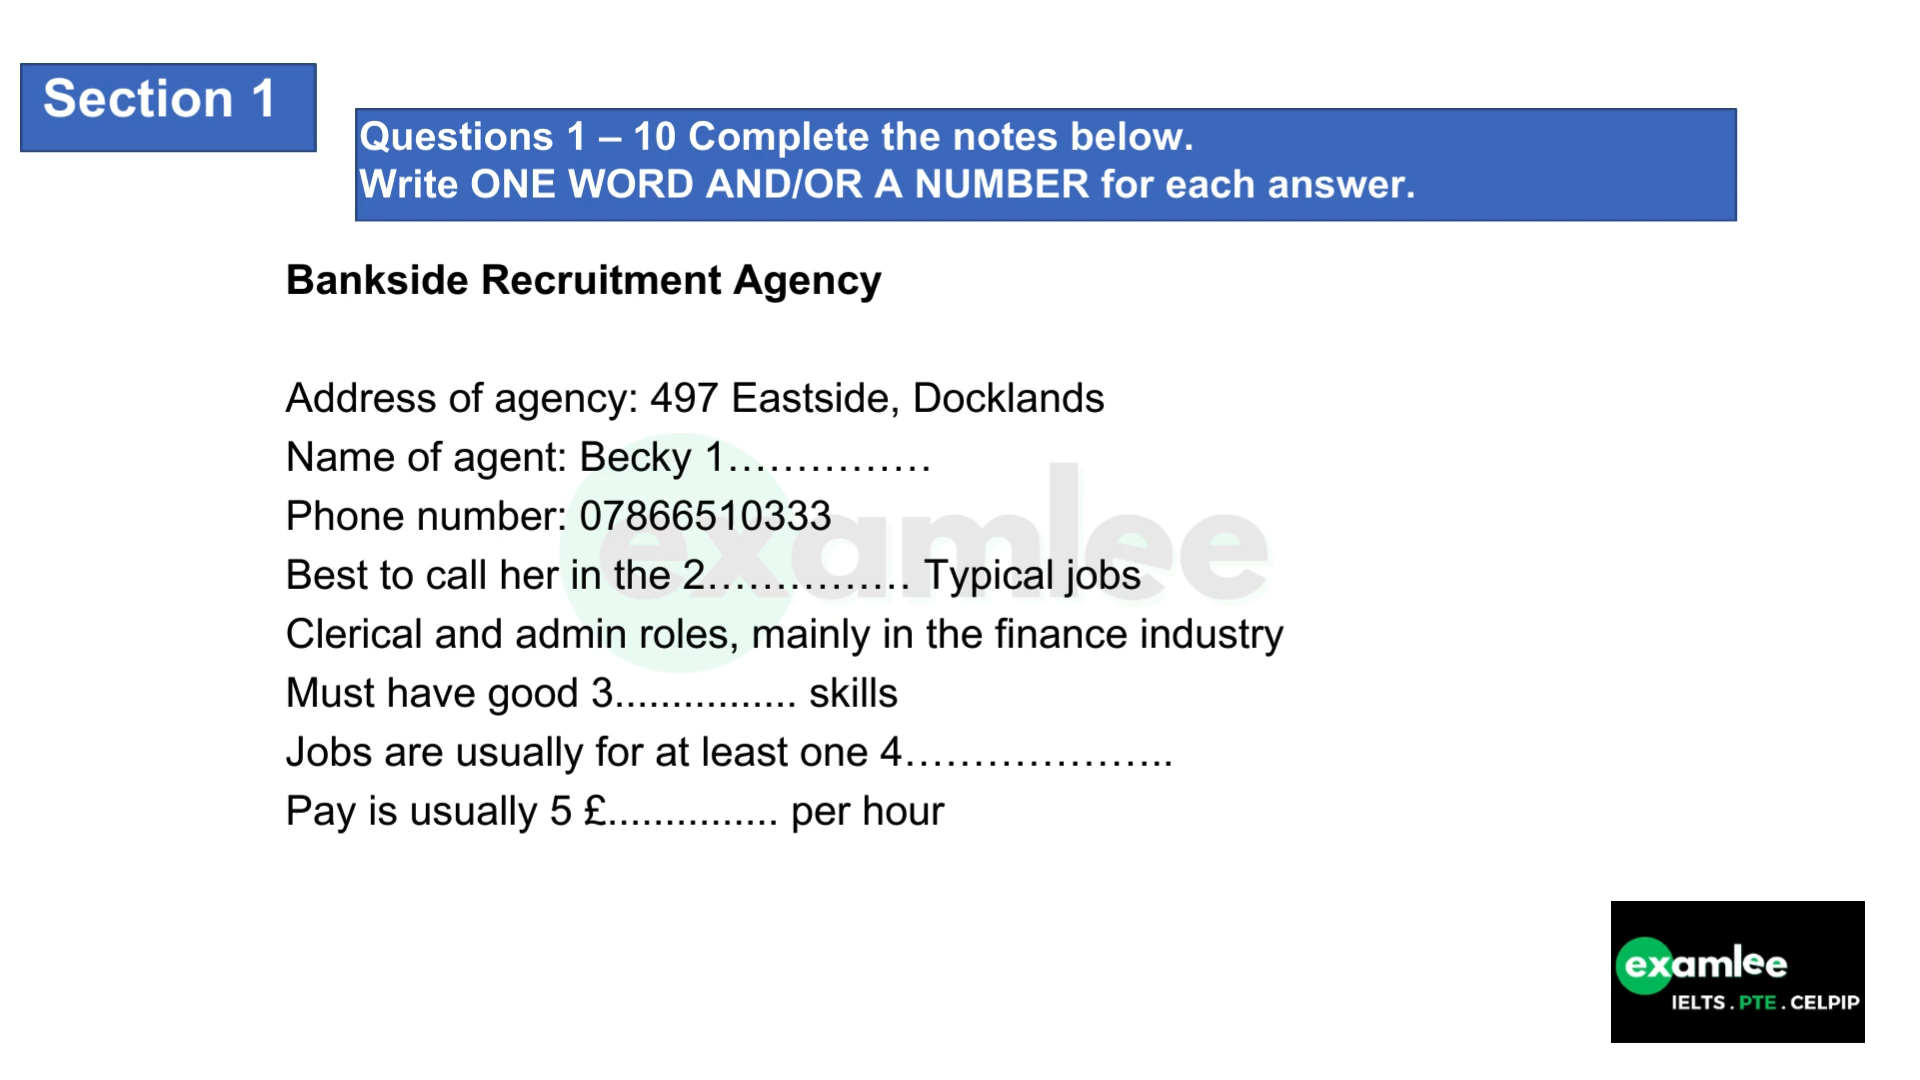 Section 1
Questions 1 – 10 Complete the notes below.
Write ONE WORD AND/OR A NUMBER for each answer.
Bankside Recruitment Agency
Address of agency: 497 Eastside, Docklands
Name of agent: Becky 1……………
Phone number: 07866510333
Best to call her in the 2…………… Typical jobs
Clerical and admin roles, mainly in the finance industry
Must have good 3................ skills
Jobs are usually for at least one 4………………..
Pay is usually 5 £............... per hour
examlee
examlee
IELTS . PTE . CELPIP